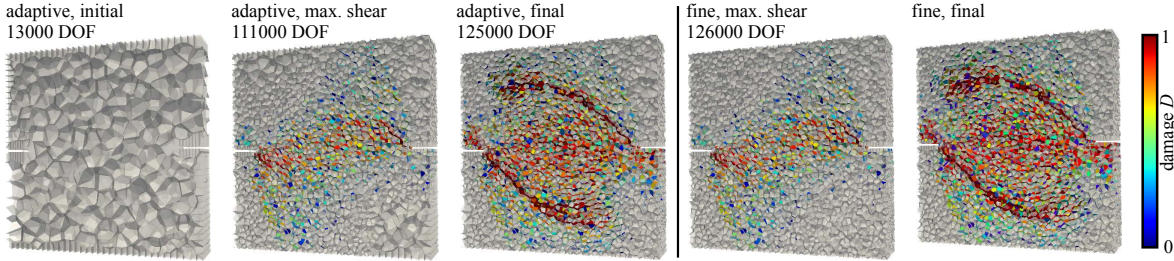 adaptive, initial
13000 DOF
adaptive, max. shear
111000 DOF
adaptive, final
125000 DOF
fine, max. shear
126000 DOF
fine, final
1
damage D
0